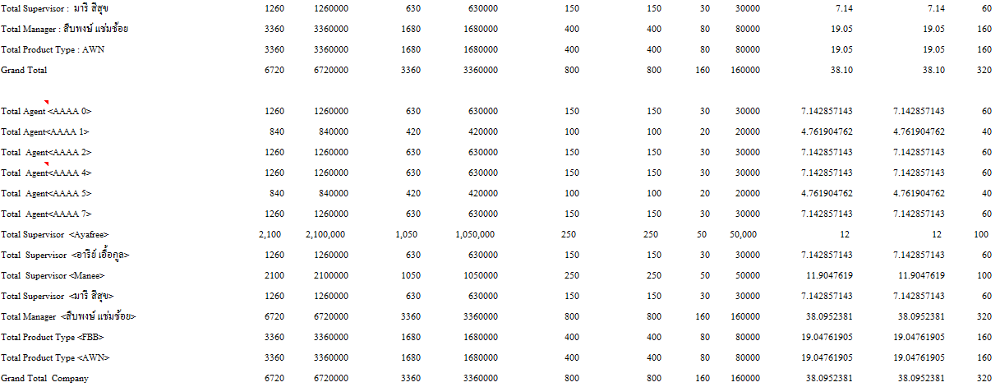 Total Supervisor : มารี สีสุข 1260 1260000 630 630000 150 150 30 30000 7.14 7.14 60
Total Manager : สืบพงษ์ แช่มช้อย 3360 3360000 1680 1680000 400 400 80 80000 19.05 19.05 160
Total Product Type : AWN 3360 3360000 1680 1680000 400 400 80 80000 19.05 19.05 160
Grand Total 6720 6720000 3360 3360000 800 800 160 160000 38.10 38.10 320
Total Agent <AAAA 0> 1260 1260000 630 630000 150 150 30 30000 7.142857143 7.142857143 60
Total Agent<AAAA 1> 840 840000 420 420000 100 100 20 20000 4.761904762 4.761904762 40
Total Agent<AAAA 2> 1260 1260000 630 630000 150 150 30 30000 7.142857143 7.142857143 60
Total Agent<AAAA 4> 1260 1260000 630 630000 150 150 30 30000 7.142857143 7.142857143 60
Total Agent<AAAA 5> 840 840000 420 420000 100 100 20 20000 4.761904762 4.761904762 40
Total Agent<AAAA 7> 1260 1260000 630 630000 150 150 30 30000 7.142857143 7.142857143 60
Total Supervisor <Ayafree> 2,100 2,100,000 1,050 1,050,000 250 250 50 50,000 12 12 100
Total Supervisor <อารีย์ เอื้อกูล> 1260 1260000 630 630000 150 150 30 30000 7.142857143 7.142857143 60
Total Supervisor <Manee> 2100 2100000 1050 1050000 250 250 50 50000 11.9047619 11.9047619 100
Total Supervisor <มารี สีสุข> 1260 1260000 630 630000 150 150 30 30000 7.142857143 7.142857143 60
Total Manager <สืบพงษ์ แช่มช้อย> 6720 6720000 3360 3360000 800 800 160 160000 38.0952381 38.0952381 320
Total Product Type <FBB> 3360 3360000 1680 1680000 400 400 80 80000 19.04761905 19.04761905 160
Total Product Type <AWN> 3360 3360000 1680 1680000 400 400 80 80000 19.04761905 19.04761905 160
Grand Total Company 6720 6720000 3360 3360000 800 800 160 160000 38.0952381 38.0952381 320